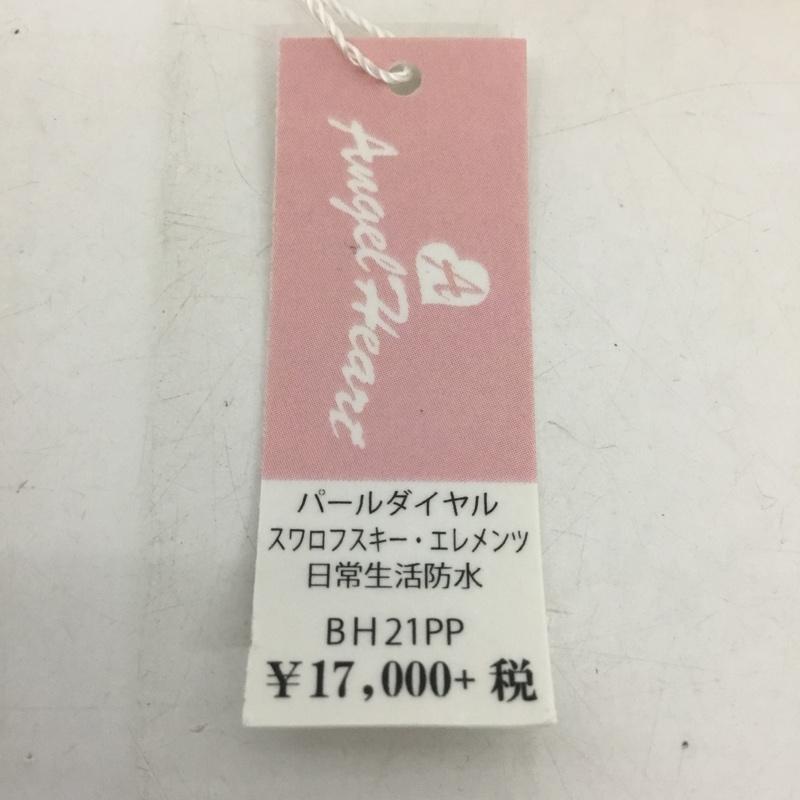 Angel Heart
A
パールダイヤル
スワロフスキー・エレメンツ
日常生活防水
BH21PP
¥17,000+ 税